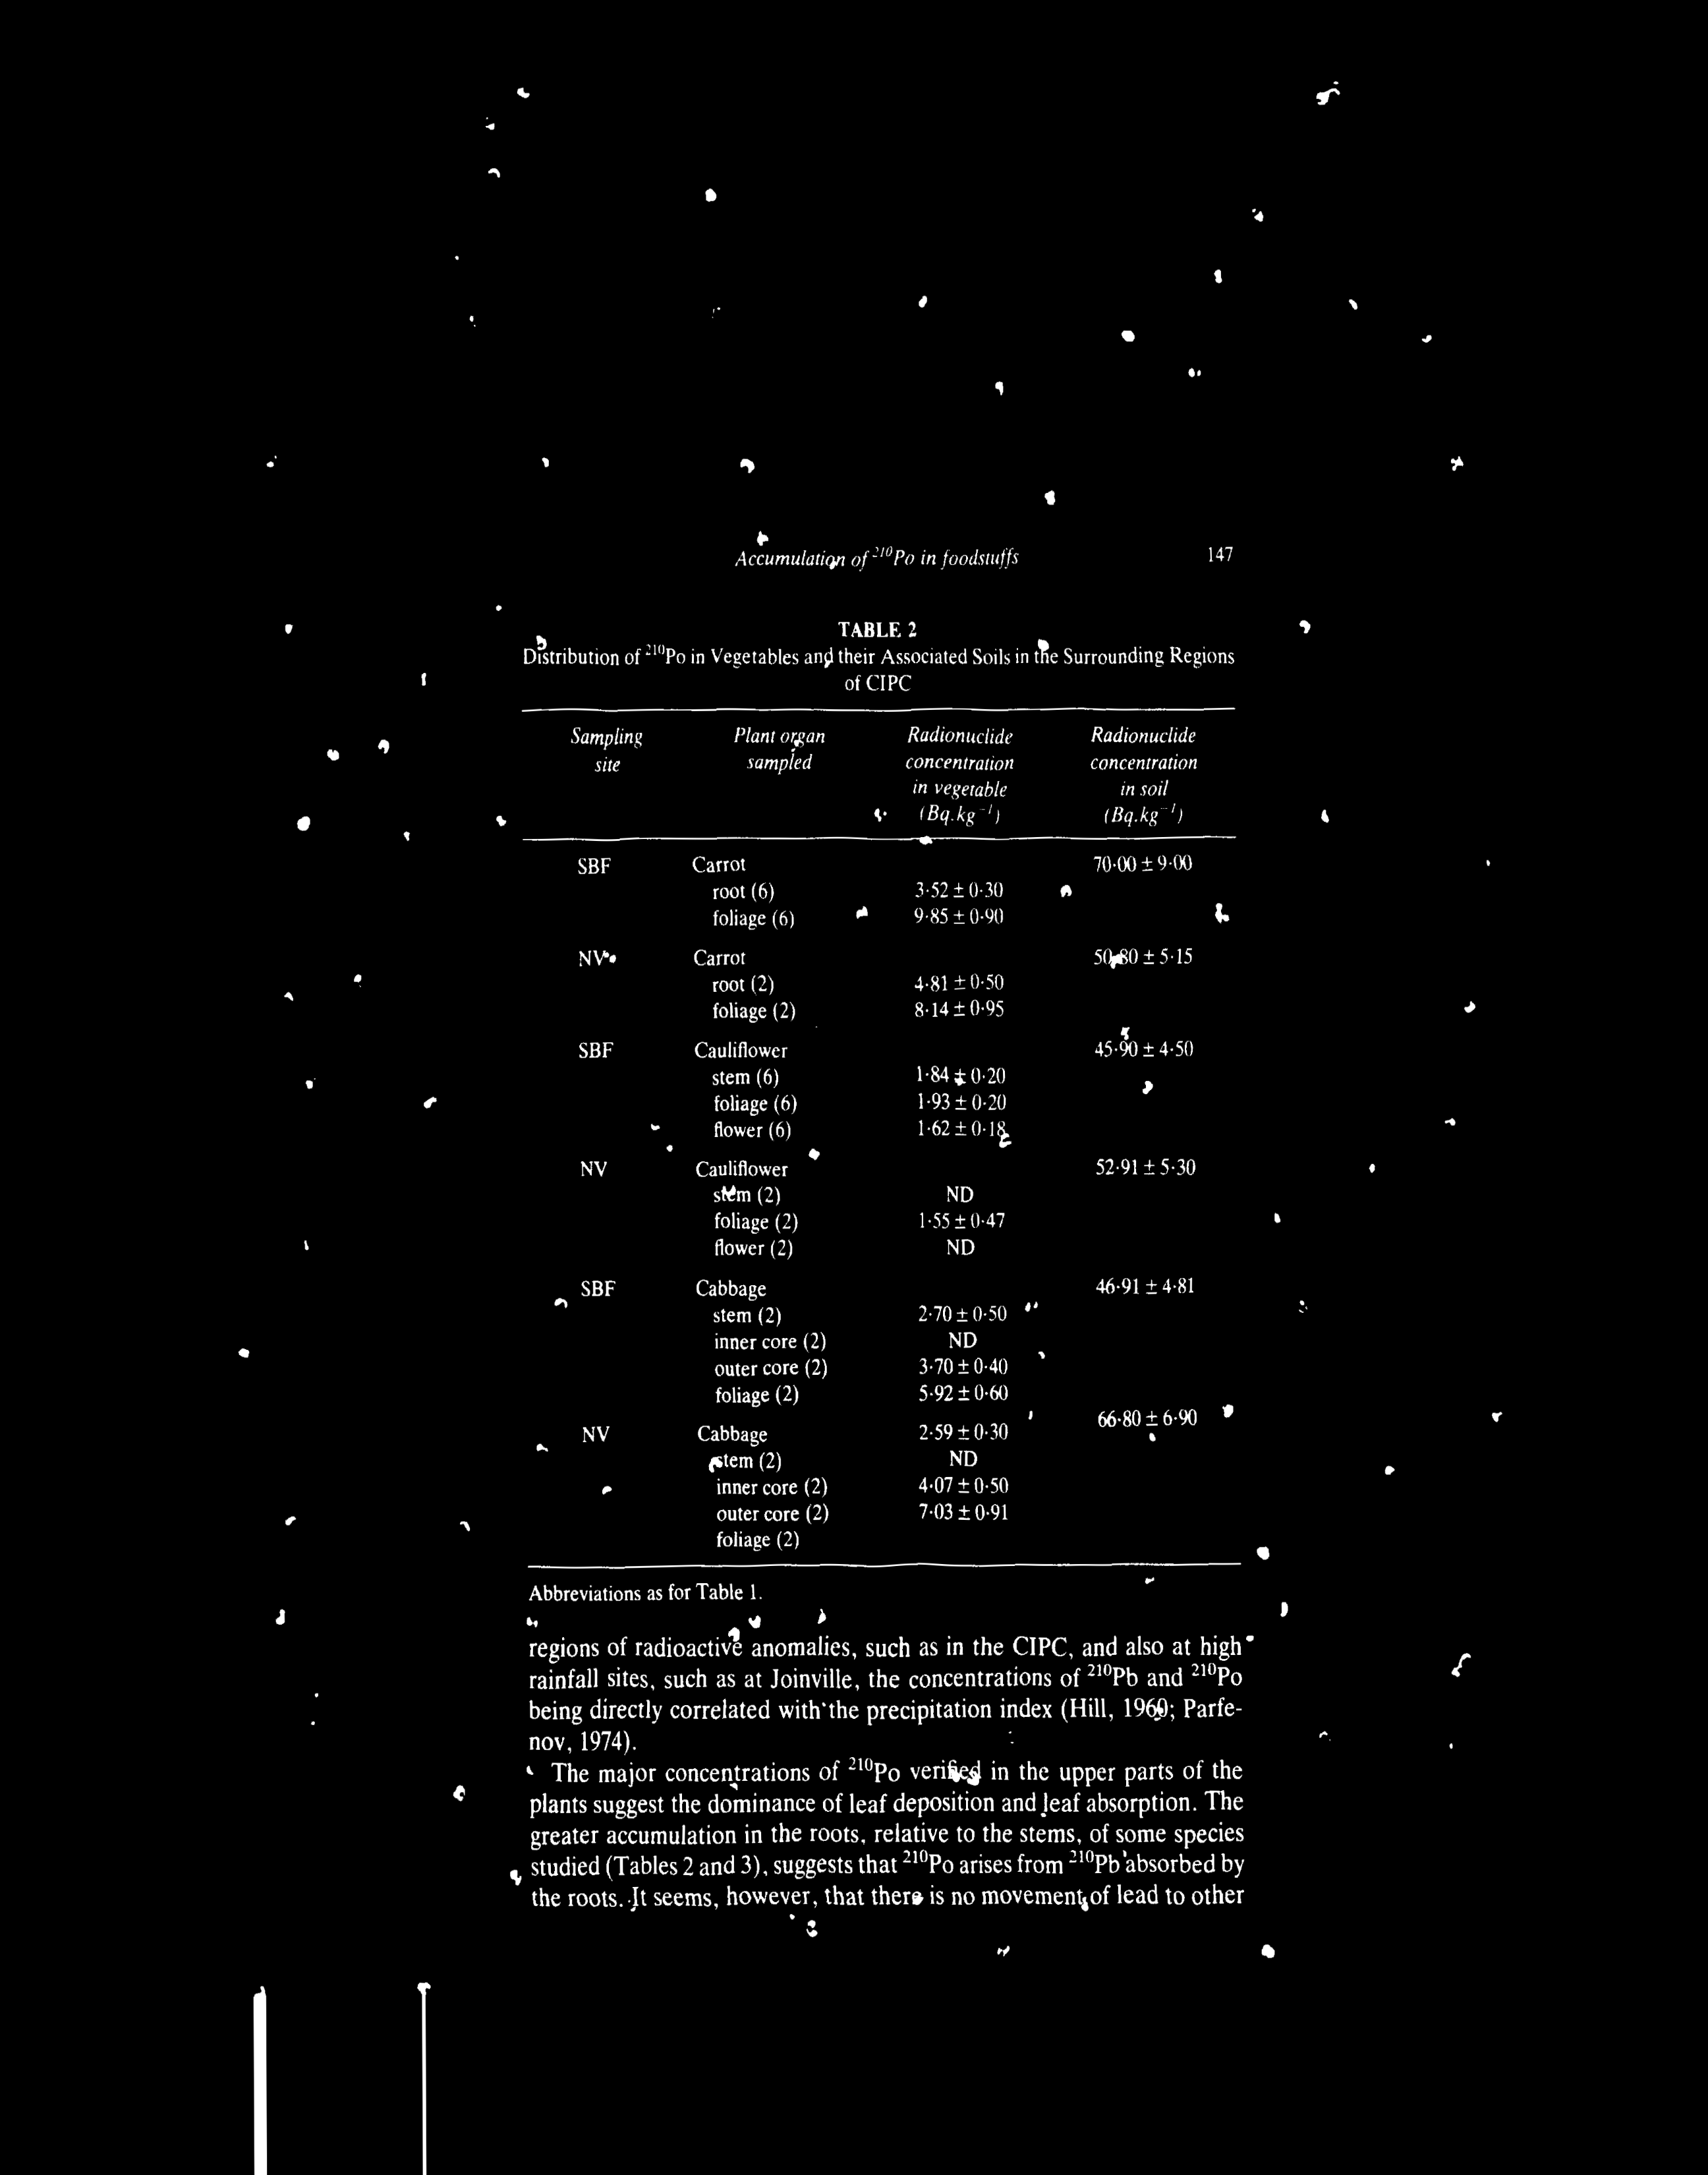 Accumulation of ²¹⁰Po in foodstuffs 147
TABLE 2
Distribution of ²¹⁰Po in Vegetables and their Associated Soils in the Surrounding Regions
of CIPC
Sampling Plant organ Radionuclide Radionuclide
site sampled concentration concentration
in vegetable in soil
(Bq.kg⁻¹) (Bq.kg⁻¹)
SBF Carrot 70·00 ± 9·00
root (6) 3·52 ± 0·30
foliage (6) 9·85 ± 0·90
NV Carrot 50·80 ± 5·15
root (2) 4·81 ± 0·50
foliage (2) 8·14 ± 0·95
SBF Cauliflower 45·90 ± 4·50
stem (6) 1·84 ± 0·20
foliage (6) 1·93 ± 0·20
flower (6) 1·62 ± 0·18
NV Cauliflower 52·91 ± 5·30
stem (2) ND
foliage (2) 1·55 ± 0·47
flower (2) ND
SBF Cabbage 46·91 ± 4·81
stem (2) 2·70 ± 0·50
inner core (2) ND
outer core (2) 3·70 ± 0·40
foliage (2) 5·92 ± 0·60
NV Cabbage 2·59 ± 0·30 66·80 ± 6·90
stem (2) ND
inner core (2) 4·07 ± 0·50
outer core (2) 7·03 ± 0·91
foliage (2)
Abbreviations as for Table 1.
regions of radioactive anomalies, such as in the CIPC, and also at high
rainfall sites, such as at Joinville, the concentrations of ²¹⁰Pb and ²¹⁰Po
being directly correlated with the precipitation index (Hill, 1960; Parfe-
nov, 1974).
The major concentrations of ²¹⁰Po verified in the upper parts of the
plants suggest the dominance of leaf deposition and leaf absorption. The
greater accumulation in the roots, relative to the stems, of some species
studied (Tables 2 and 3), suggests that ²¹⁰Po arises from ²¹⁰Pb absorbed by
the roots. It seems, however, that there is no movement of lead to other